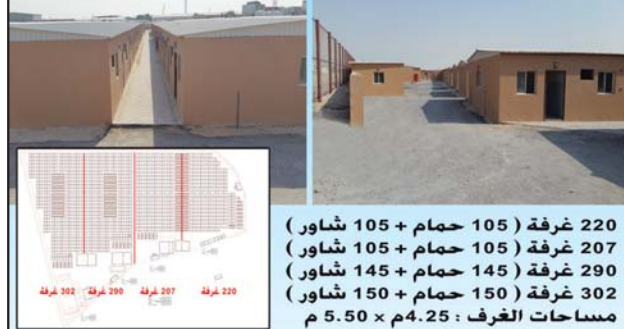 220 غرفة ( 105 حمام + 105 شاور )
207 غرفة ( 105 حمام + 105 شاور )
290 غرفة ( 145 حمام + 145 شاور )
302 غرفة ( 150 حمام + 150 شاور )
مساحات الغرف : 4.25م × 5.50 م
220 غرفة 207 غرفة 290 غرفة 302 غرفة